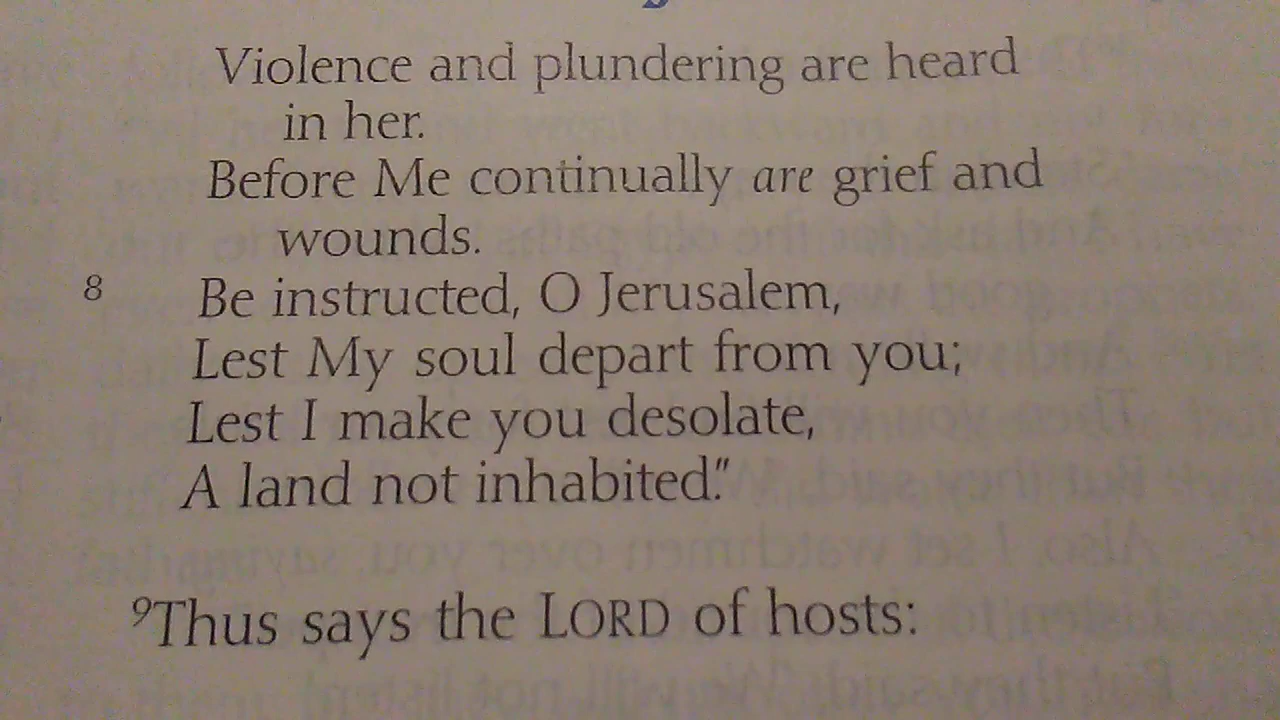 Violence and plundering are heard
in her.
Before Me continually are grief and
wounds.
8 Be instructed, O Jerusalem,
Lest My soul depart from you;
Lest I make you desolate,
A land not inhabited."
9Thus says the LORD of hosts: